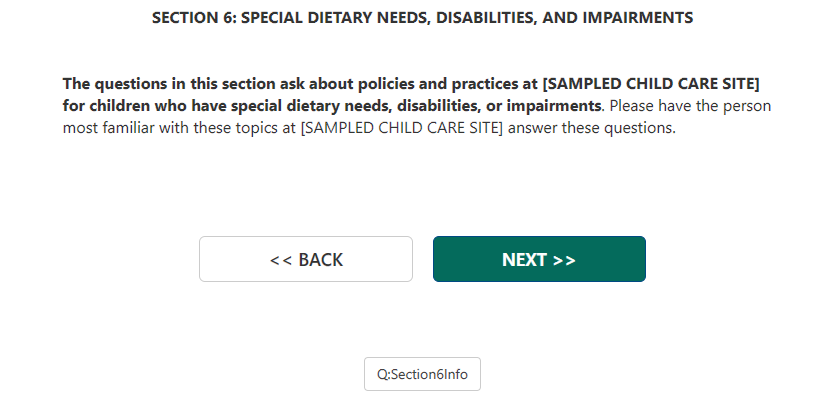 SECTION 6: SPECIAL DIETARY NEEDS, DISABILITIES, AND IMPAIRMENTS
The questions in this section ask about policies and practices at [SAMPLED CHILD CARE SITE]
for children who have special dietary needs, disabilities, or impairments. Please have the person
most familiar with these topics at [SAMPLED CHILD CARE SITE] answer these questions.
<< BACK
NEXT >>
Q:Section6Info